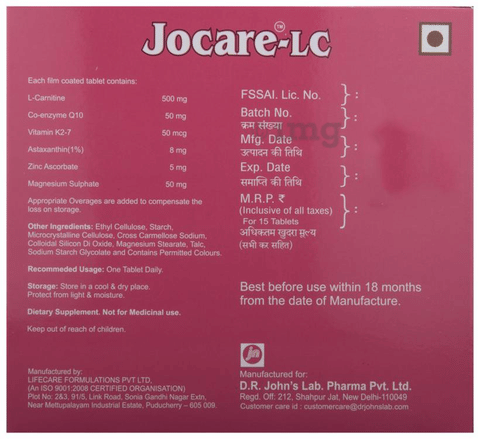 Jocare-LC
TM
Each film coated tablet contains:
L-Carnitine 500 mg
Co-enzyme Q10 50 mg
Vitamin K2-7 50 mcg
Astaxanthin(1%) 8 mg
Zinc Ascorbate 5 mg
Magnesium Sulphate 50 mg
Appropriate Overages are added to compensate the
loss on storage.
Other Ingredients: Ethyl Cellulose, Starch,
Microcrystalline Cellulose, Cross Carmellose Sodium,
Colloidal Silicon Di Oxide, Magnesium Stearate, Talc,
Sodium Starch Glycolate and Contains Permitted Colours.
Recommeded Usage: One Tablet Daily.
Storage: Store in a cool & dry place.
Protect from light & moisture.
Dietary Supplement. Not for Medicinal use.
Keep out of reach of children.
Manufactured by:
LIFECARE FORMULATIONS PVT LTD,
(An ISO 9001:2008 CERTIFIED ORGANISATION)
Plot No: 2&3, 91/5, Link Road, Sonia Gandhi Nagar Extn,
Near Mettupalayam Industrial Estate, Puducherry – 605 009.
FSSAI. Lic. No. } :
Batch No.
क्रम संख्या } :
Mfg. Date
उत्पादन की तिथि } :
Exp. Date
समाप्ति की तिथि } :
M.R.P. ₹
(Inclusive of all taxes) } :
For 15 Tablets
अधिकतम खुदरा मूल्य
(सभी कर सहित)
mg
Best before use within 18 months
from the date of Manufacture.
jn
Manufactured for:
D.R. John's Lab. Pharma Pvt. Ltd.
Regd. Off: 212, Shahpur Jat, New Delhi-110049
Customer care id : customercare@drjohnslab.com